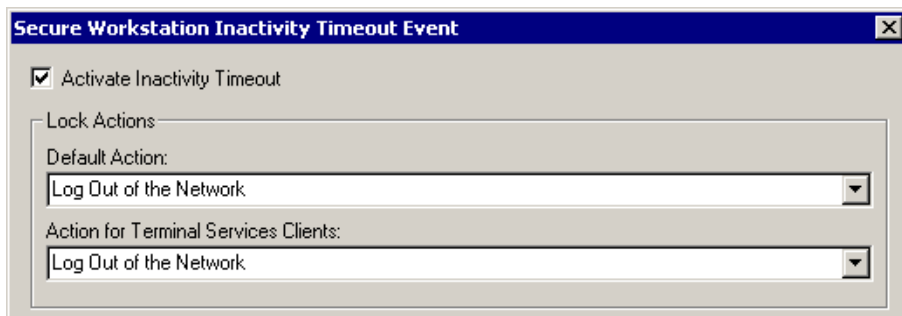 Secure Workstation Inactivity Timeout Event
Activate Inactivity Timeout
Lock Actions
Default Action:
Log Out of the Network
Action for Terminal Services Clients:
Log Out of the Network